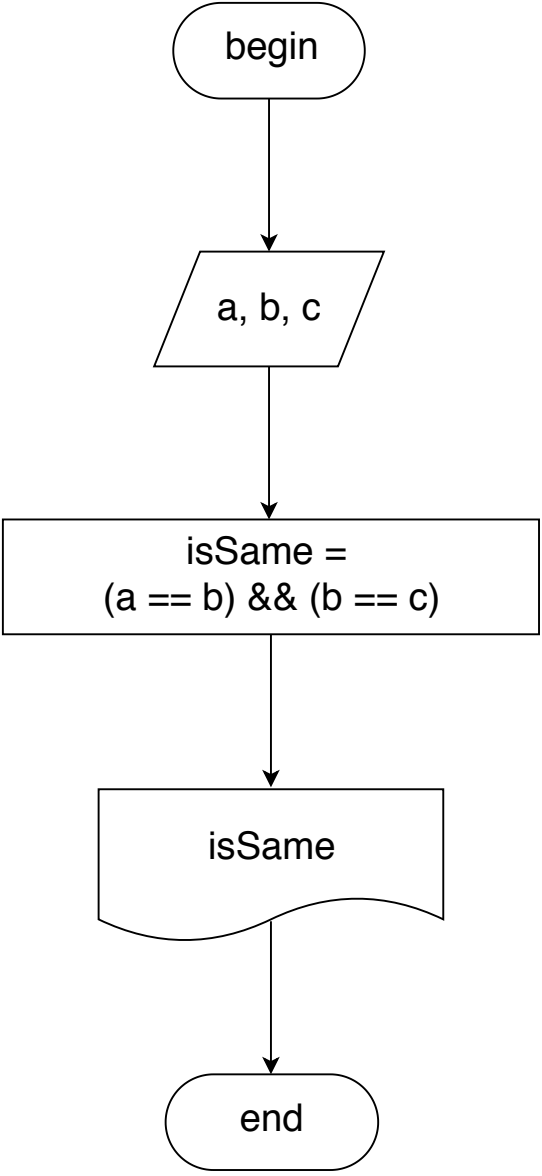 begin
a, b, c
isSame =
(a == b) && (b == c)
isSame
end